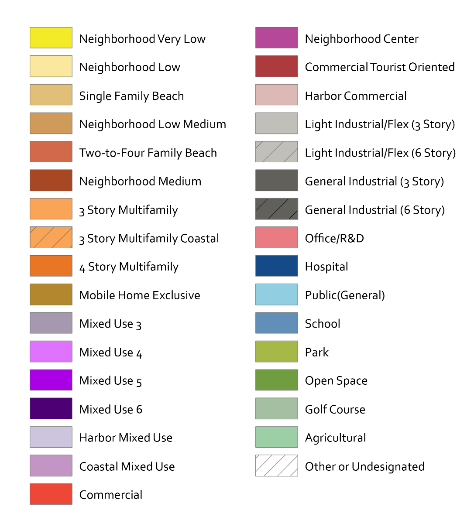 Neighborhood Very Low
Neighborhood Low
Single Family Beach
Neighborhood Low Medium
Two-to-Four Family Beach
Neighborhood Medium
3 Story Multifamily
3 Story Multifamily Coastal
4 Story Multifamily
Mobile Home Exclusive
Mixed Use 3
Mixed Use 4
Mixed Use 5
Mixed Use 6
Harbor Mixed Use
Coastal Mixed Use
Commercial
Neighborhood Center
Commercial Tourist Oriented
Harbor Commercial
Light Industrial/Flex (3 Story)
Light Industrial/Flex (6 Story)
General Industrial (3 Story)
General Industrial (6 Story)
Office/R&D
Hospital
Public(General)
School
Park
Open Space
Golf Course
Agricultural
Other or Undesignated